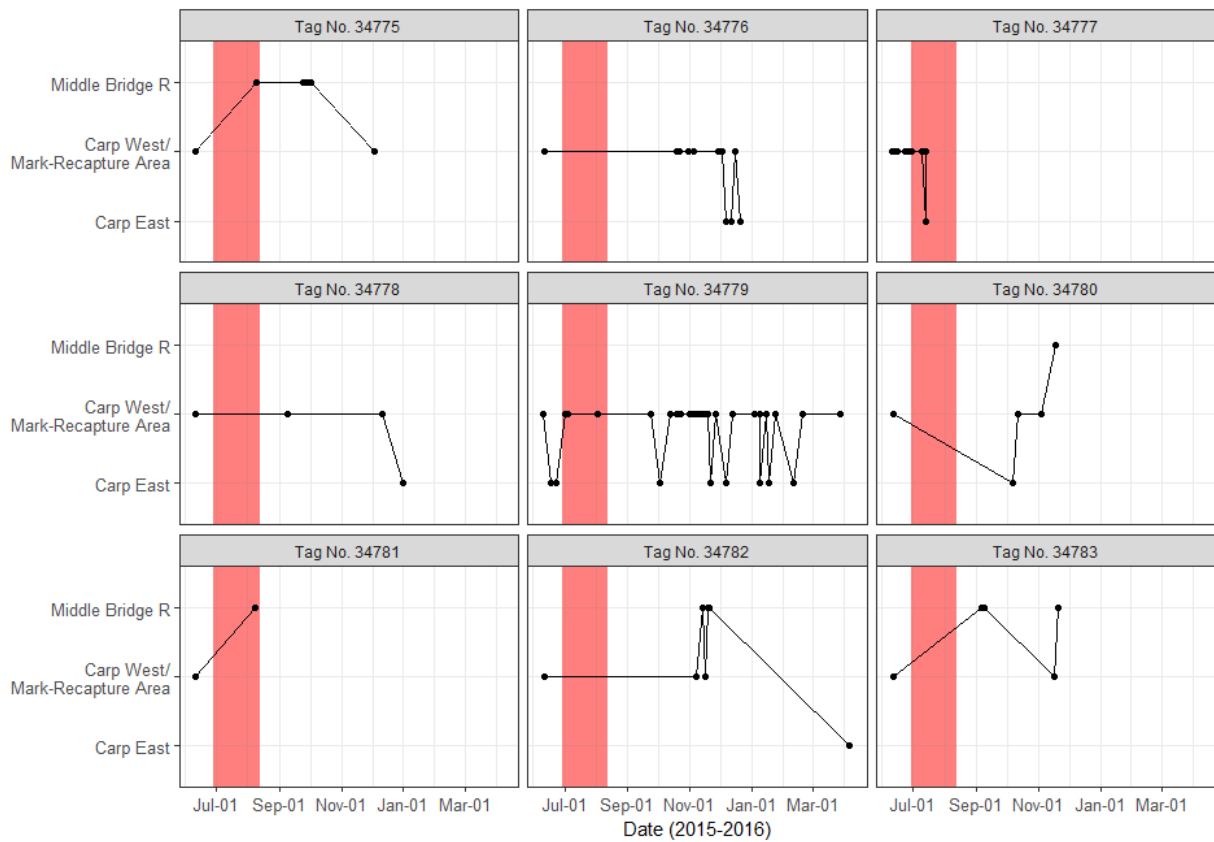 Tag No. 34775
Tag No. 34776
Tag No. 34777
Middle Bridge R
Carp West/
Mark-Recapture Area
Carp East
Tag No. 34778
Tag No. 34779
Tag No. 34780
Middle Bridge R
Carp West/
Mark-Recapture Area
Carp East
Tag No. 34781
Tag No. 34782
Tag No. 34783
Middle Bridge R
Carp West/
Mark-Recapture Area
Carp East
Jul-01 Sep-01 Nov-01 Jan-01 Mar-01
Jul-01 Sep-01 Nov-01 Jan-01 Mar-01
Jul-01 Sep-01 Nov-01 Jan-01 Mar-01
Date (2015-2016)